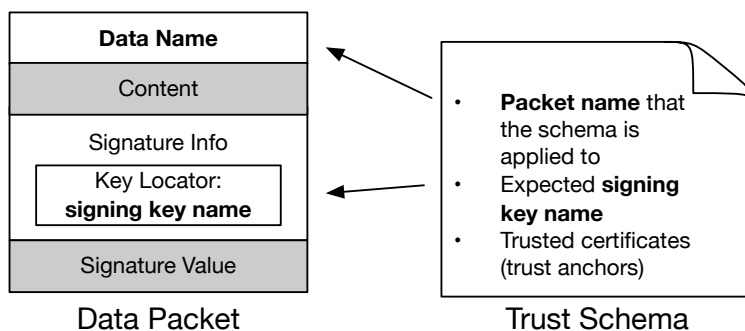 Data Name
Content
Signature Info
Key Locator:
signing key name
Signature Value
Data Packet
• Packet name that
the schema is
applied to
• Expected signing
key name
• Trusted certificates
(trust anchors)
Trust Schema